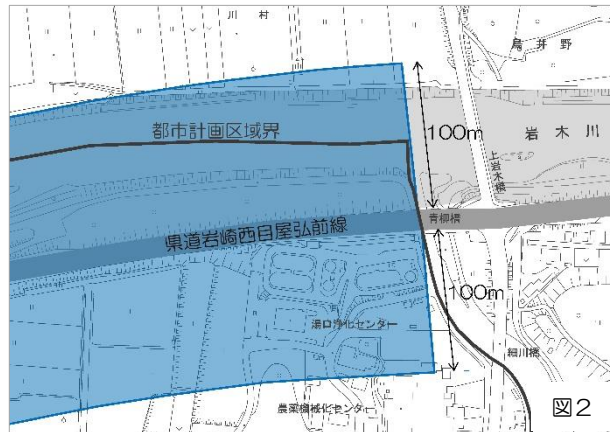 川 村
鳥井野
都市計画区域界
100m
岩 木 川
上岩木橋
青柳橋
県道岩崎西目屋弘前線
100m
湯口浄化センター
細川橋
農薬機械化センター
図2